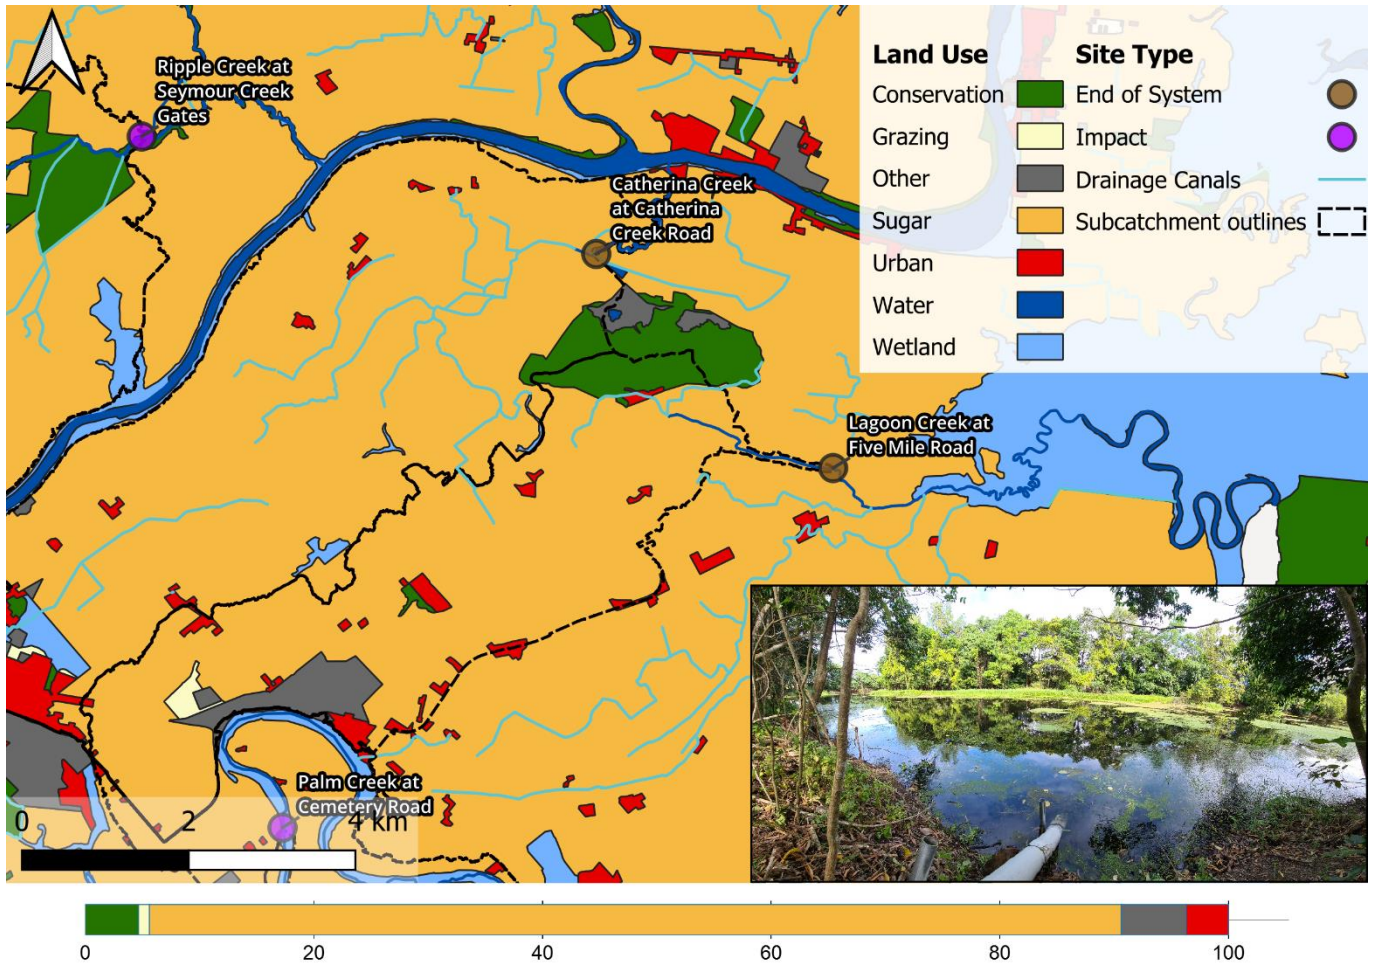 Ripple Creek at
Seymour Creek
Gates
Catherina Creek
at Catherina
Creek Road
Lagoon Creek at
Five Mile Road
Palm Creek at
Cemetery Road
Land Use
Site Type
Conservation
End of System
Grazing
Impact
Other
Drainage Canals
Sugar
Subcatchment outlines
Urban
Water
Wetland
0
2
4 km
0
20
40
60
80
100